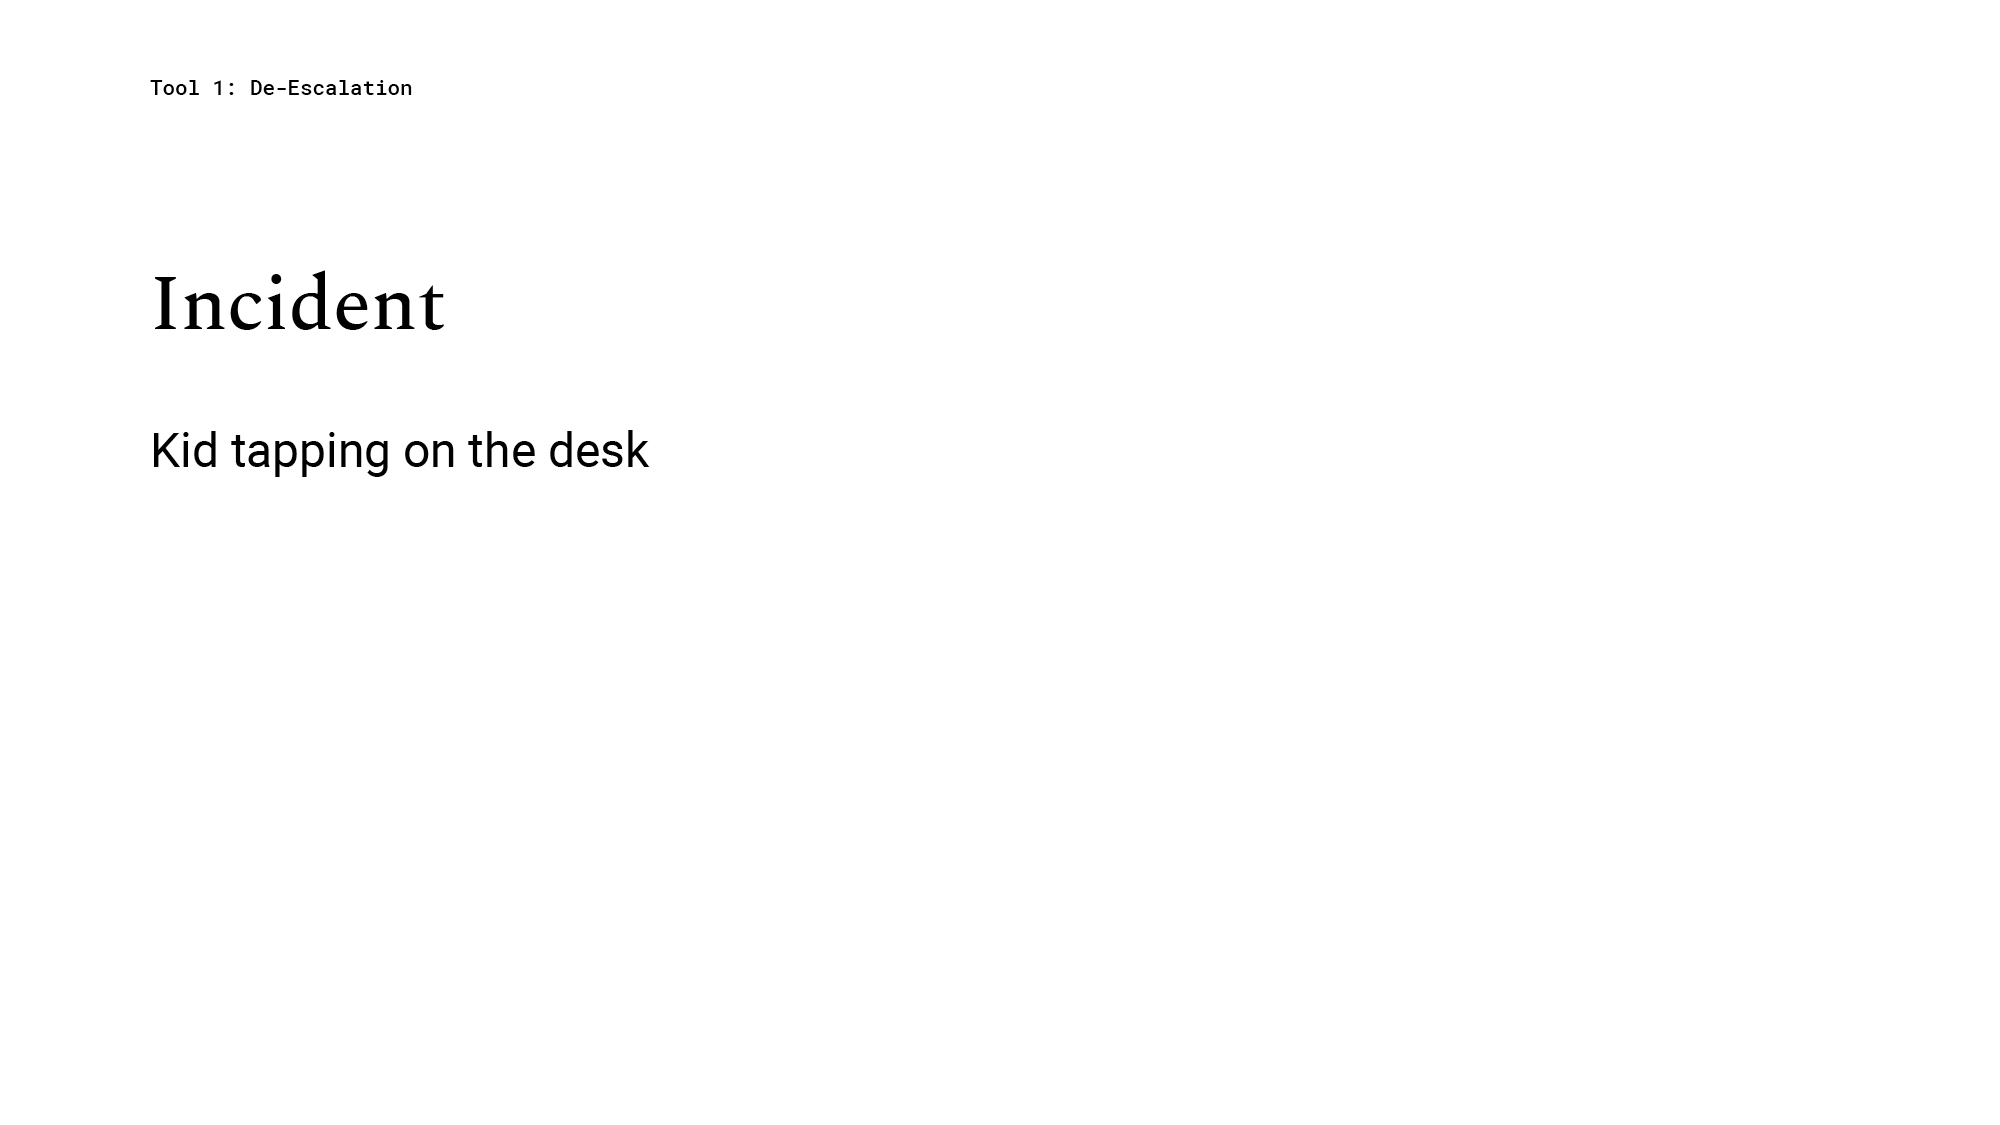 Tool 1: De-Escalation
Incident
Kid tapping on the desk